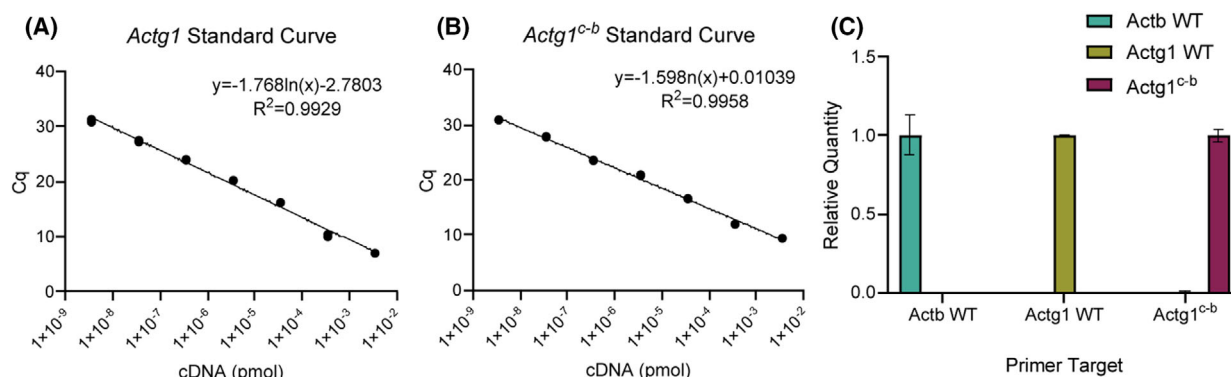 (A)
Actg1 Standard Curve
y=-1.768ln(x)-2.7803
R²=0.9929
40
30
20
10
0
Cq
1×10⁻⁹
1×10⁻⁸
1×10⁻⁷
1×10⁻⁶
1×10⁻⁵
1×10⁻⁴
1×10⁻³
1×10⁻²
cDNA (pmol)
(B)
Actg1ᶜ⁻ᵇ Standard Curve
y=-1.598n(x)+0.01039
R²=0.9958
40
30
20
10
0
Cq
1×10⁻⁹
1×10⁻⁸
1×10⁻⁷
1×10⁻⁶
1×10⁻⁵
1×10⁻⁴
1×10⁻³
1×10⁻²
cDNA (pmol)
(C)
Actb WT
Actg1 WT
Actg1ᶜ⁻ᵇ
1.5
1.0
0.5
0.0
Relative Quantity
Actb WT
Actg1 WT
Actg1ᶜ⁻ᵇ
Primer Target